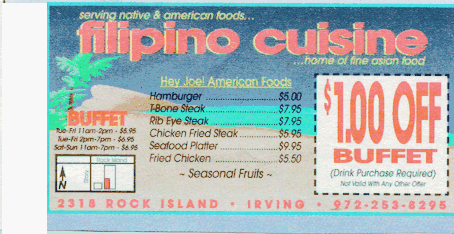 serving native & american foods...
filipino cuisine
...home of fine asian food
Hey Joe! American Foods
Hamburger ........................ $5.00
T-Bone Steak ........................ $7.95
Rib Eye Steak ........................ $7.95
Chicken Fried Steak ............. $5.95
Seafood Platter .................... $9.95
Fried Chicken ...................... $5.50
~ Seasonal Fruits ~
BUFFET
Tue-Fri 11am-2pm - $6.95
Tue-Fri 2pm-7pm - $6.95
Sat-Sun 11am-7pm - $6.95
Rock Island
N
$1.00 OFF
BUFFET
(Drink Purchase Required)
Not Valid With Any Other Offer
2318 ROCK ISLAND • IRVING • 972-253-8295